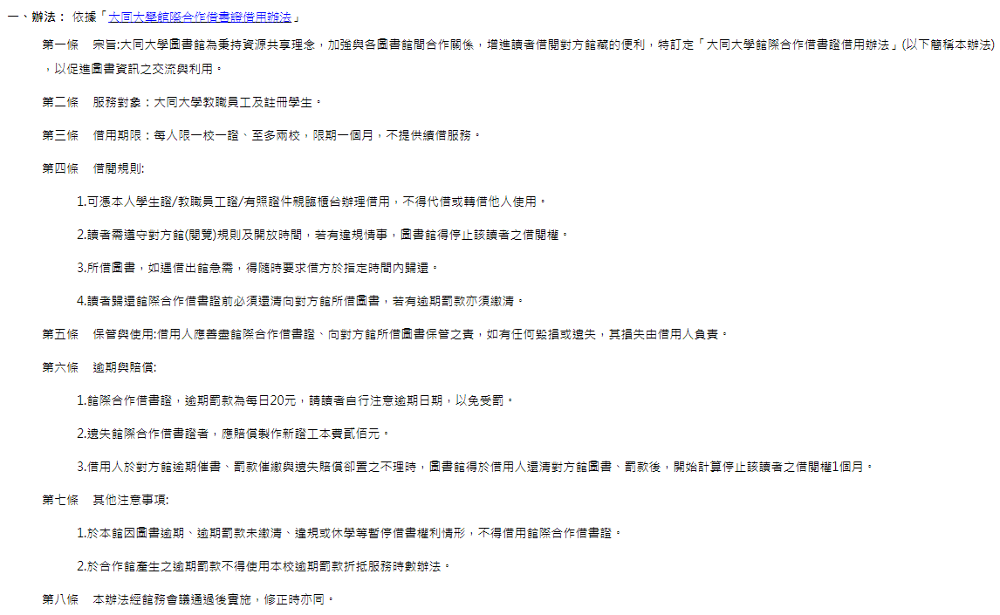 一、辦法： 依據「大同大學館際合作借書證借用辦法」
第一條 宗旨:大同大學圖書館為秉持資源共享理念，加強與各圖書館間合作關係，增進讀者借閱對方館藏的便利，特訂定「大同大學館際合作借書證借用辦法」(以下簡稱本辦法)
，以促進圖書資訊之交流與利用。
第二條 服務對象：大同大學教職員工及註冊學生。
第三條 借用期限：每人限一校一證、至多兩校，限期一個月，不提供續借服務。
第四條 借閱規則:
1.可憑本人學生證/教職員工證/有照證件親臨櫃台辦理借用，不得代借或轉借他人使用。
2.讀者需遵守對方館(閱覽)規則及開放時間，若有違規情事，圖書館得停止該讀者之借閱權。
3.所借圖書，如遇借出館急需，得隨時要求借方於指定時間內歸還。
4.讀者歸還館際合作借書證前必須還清向對方館所借圖書，若有逾期罰款亦須繳清。
第五條 保管與使用:借用人應善盡館際合作借書證、向對方館所借圖書保管之責，如有任何毀損或遺失，其損失由借用人負責。
第六條 逾期與賠償:
1.館際合作借書證，逾期罰款為每日20元，請讀者自行注意逾期日期，以免受罰。
2.遺失館際合作借書證者，應賠償製作新證工本費貳佰元。
3.借用人於對方館逾期催書、罰款催繳與遺失賠償卻置之不理時，圖書館得於借用人還清對方館圖書、罰款後，開始計算停止該讀者之借閱權1個月。
第七條 其他注意事項:
1.於本館因圖書逾期、逾期罰款未繳清、違規或休學等暫停借書權利情形，不得借用館際合作借書證。
2.於合作館產生之逾期罰款不得使用本校逾期罰款折抵服務時數辦法。
第八條 本辦法經館務會議通過後實施，修正時亦同。